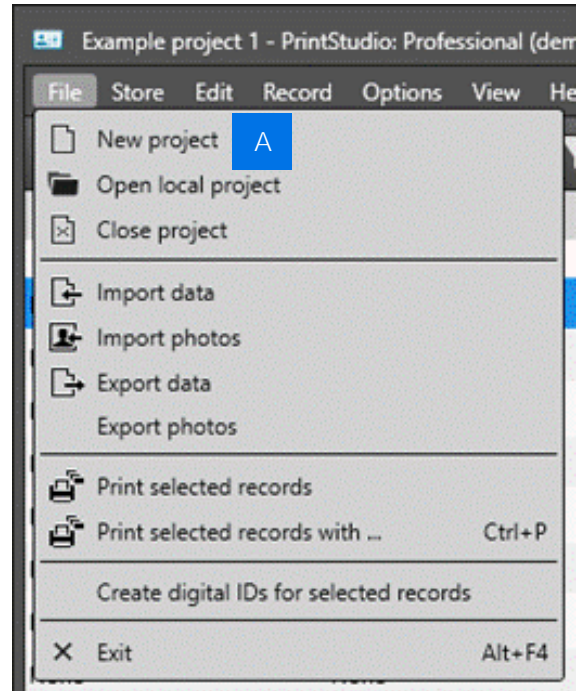 Example project 1 - PrintStudio: Professional (dem
File Store Edit Record Options View He
New project A
Open local project
Close project
Import data
Import photos
Export data
Export photos
Print selected records
Print selected records with ... Ctrl+P
Create digital IDs for selected records
Exit Alt+F4